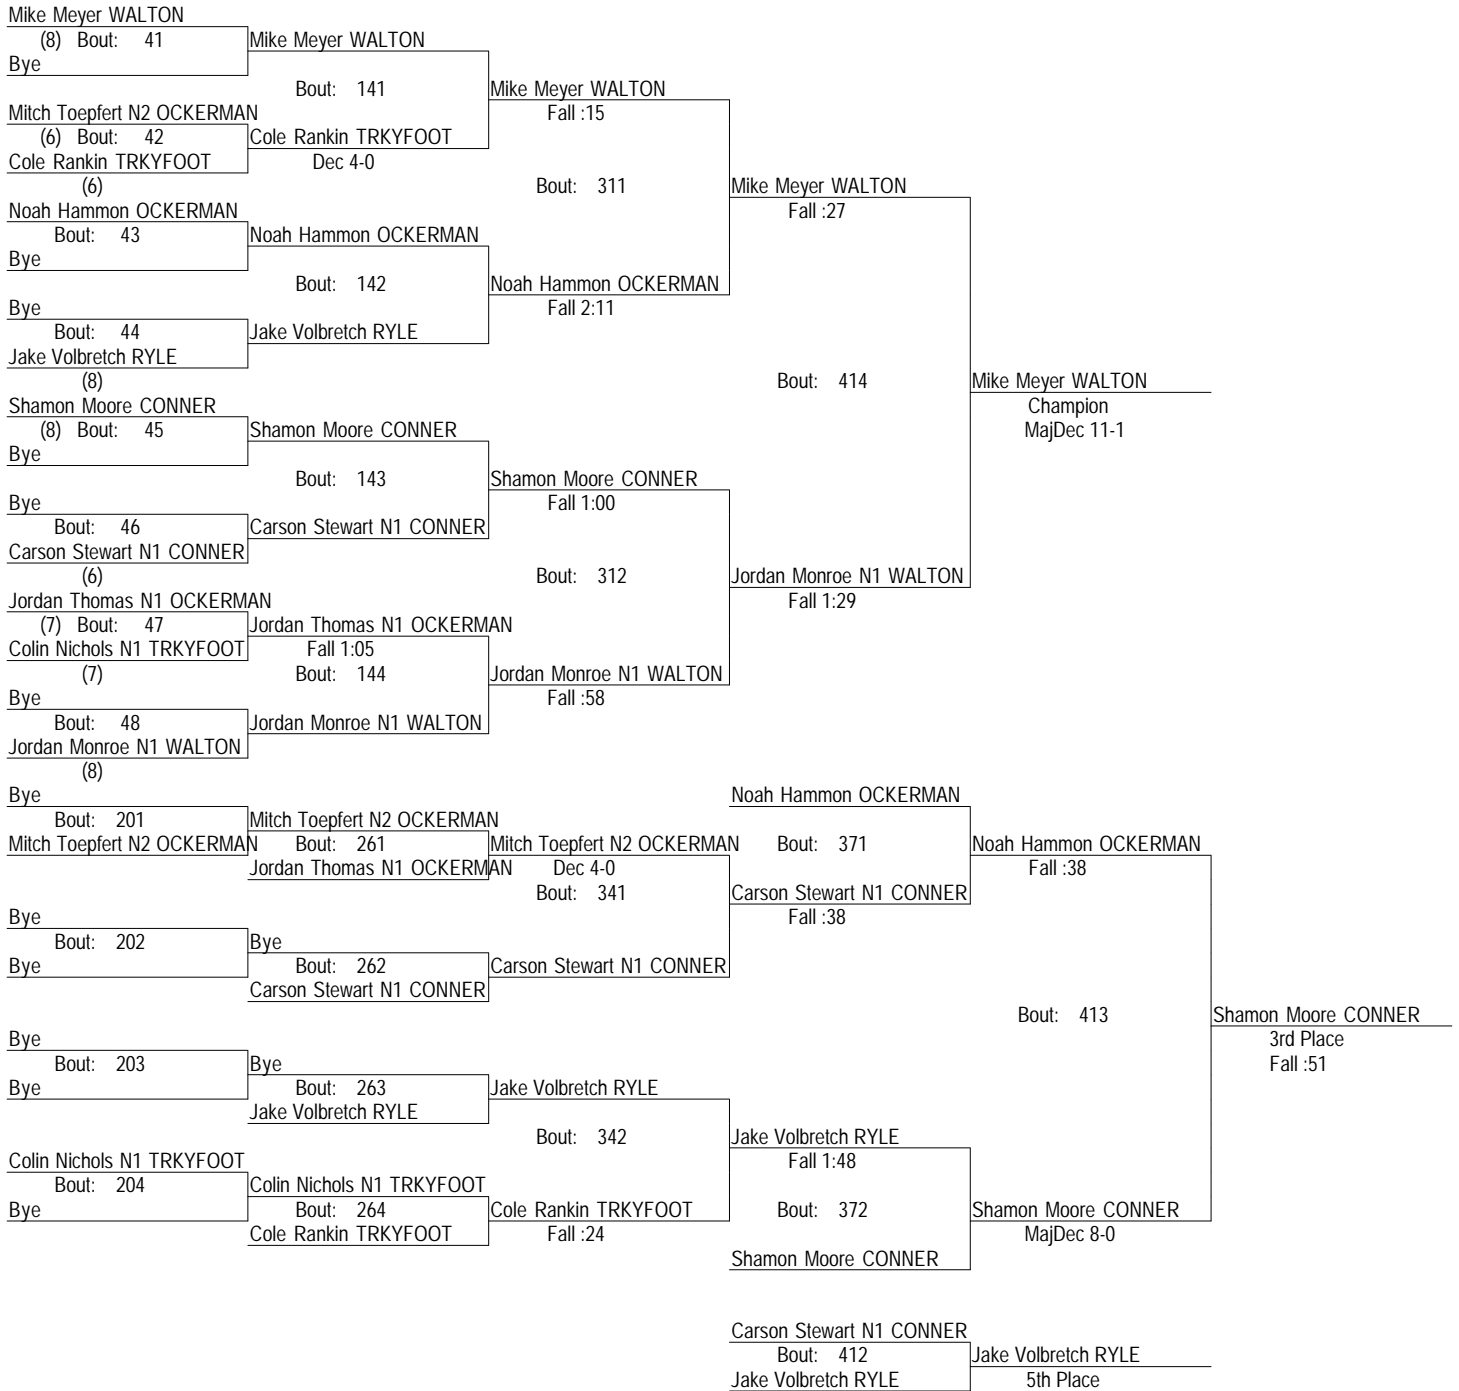 Mike Meyer WALTON
(8) Bout: 41 Mike Meyer WALTON
Bye
Bout: 141 Mike Meyer WALTON
Mitch Toepfert N2 OCKERMAN Fall :15
(6) Bout: 42 Cole Rankin TRKYFOOT
Cole Rankin TRKYFOOT Dec 4-0
(6) Bout: 311 Mike Meyer WALTON
Noah Hammon OCKERMAN Fall :27
Bout: 43 Noah Hammon OCKERMAN
Bye
Bout: 142 Noah Hammon OCKERMAN
Bye Fall 2:11
Bout: 44 Jake Volbretch RYLE
Jake Volbretch RYLE
(8) Bout: 414 Mike Meyer WALTON
Shamon Moore CONNER Champion
(8) Bout: 45 Shamon Moore CONNER MajDec 11-1
Bye
Bout: 143 Shamon Moore CONNER
Bye Fall 1:00
Bout: 46 Carson Stewart N1 CONNER
Carson Stewart N1 CONNER
(6) Bout: 312 Jordan Monroe N1 WALTON
Jordan Thomas N1 OCKERMAN Fall 1:29
(7) Bout: 47 Jordan Thomas N1 OCKERMAN
Colin Nichols N1 TRKYFOOT Fall 1:05
(7) Bout: 144 Jordan Monroe N1 WALTON
Bye Fall :58
Bout: 48 Jordan Monroe N1 WALTON
Jordan Monroe N1 WALTON
(8)
Bye Noah Hammon OCKERMAN
Bout: 201 Mitch Toepfert N2 OCKERMAN
Mitch Toepfert N2 OCKERMAN Bout: 261 Mitch Toepfert N2 OCKERMAN Bout: 371 Noah Hammon OCKERMAN
Jordan Thomas N1 OCKERMAN Dec 4-0 Fall :38
Bout: 341 Carson Stewart N1 CONNER
Bye Fall :38
Bout: 202 Bye
Bye Bout: 262 Carson Stewart N1 CONNER
Carson Stewart N1 CONNER
Bout: 413 Shamon Moore CONNER
Bye 3rd Place
Bout: 203 Bye Fall :51
Bye Bout: 263 Jake Volbretch RYLE
Jake Volbretch RYLE
Bout: 342 Jake Volbretch RYLE
Colin Nichols N1 TRKYFOOT Fall 1:48
Bout: 204 Colin Nichols N1 TRKYFOOT
Bye Bout: 264 Cole Rankin TRKYFOOT Bout: 372 Shamon Moore CONNER
Cole Rankin TRKYFOOT Fall :24 MajDec 8-0
Shamon Moore CONNER
Carson Stewart N1 CONNER
Bout: 412 Jake Volbretch RYLE
Jake Volbretch RYLE 5th Place